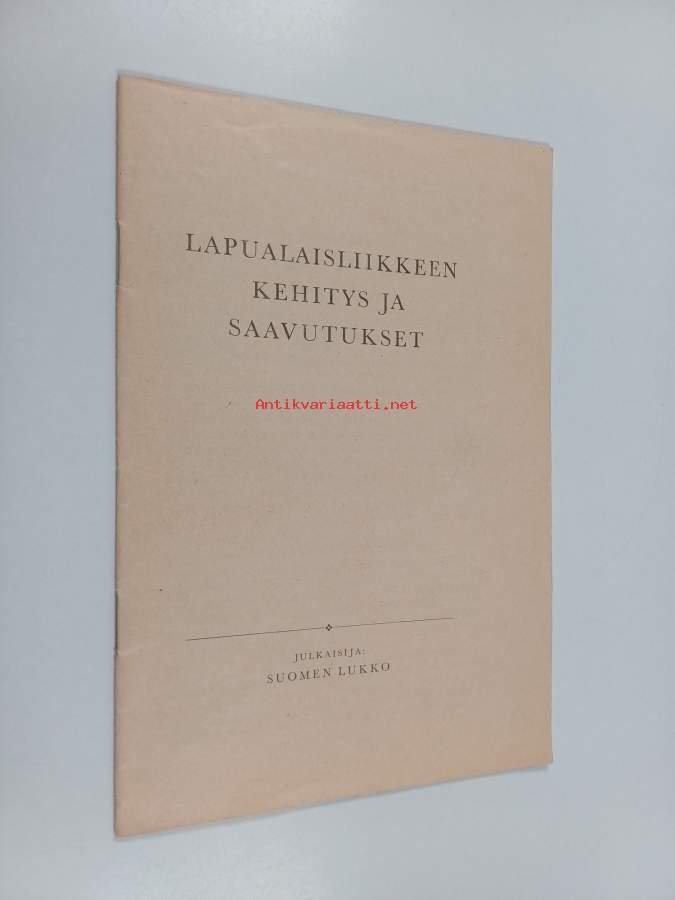 LAPUALAISLIIKKEEN
KEHITYS JA
SAAVUTUKSET
Antikvariaatti.net
JULKAISIJA:
SUOMEN LUKKO